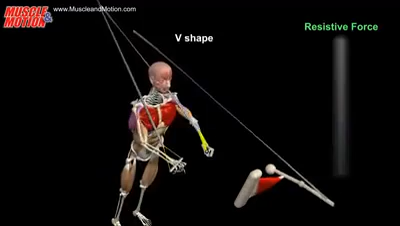 MUSCLE
& MOTION
www.MuscleandMotion.com
V shape
Resistive Force